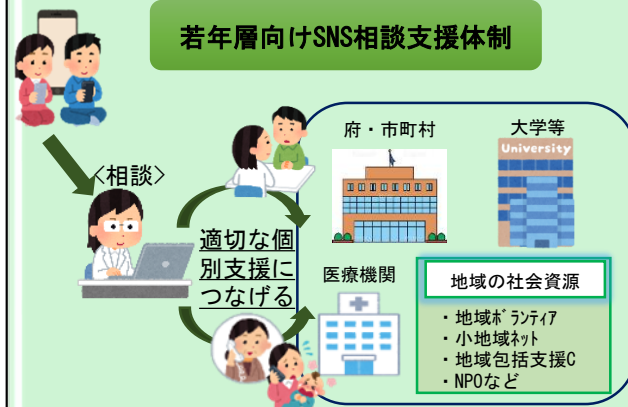 若年層向けSNS相談支援体制
<相談>
適切な個
別支援に
つなげる
府・市町村
大学等
University
医療機関
地域の社会資源
・地域ﾎﾞﾗﾝﾃｨｱ
・小地域ﾈｯﾄ
・地域包括支援C
・NPOなど